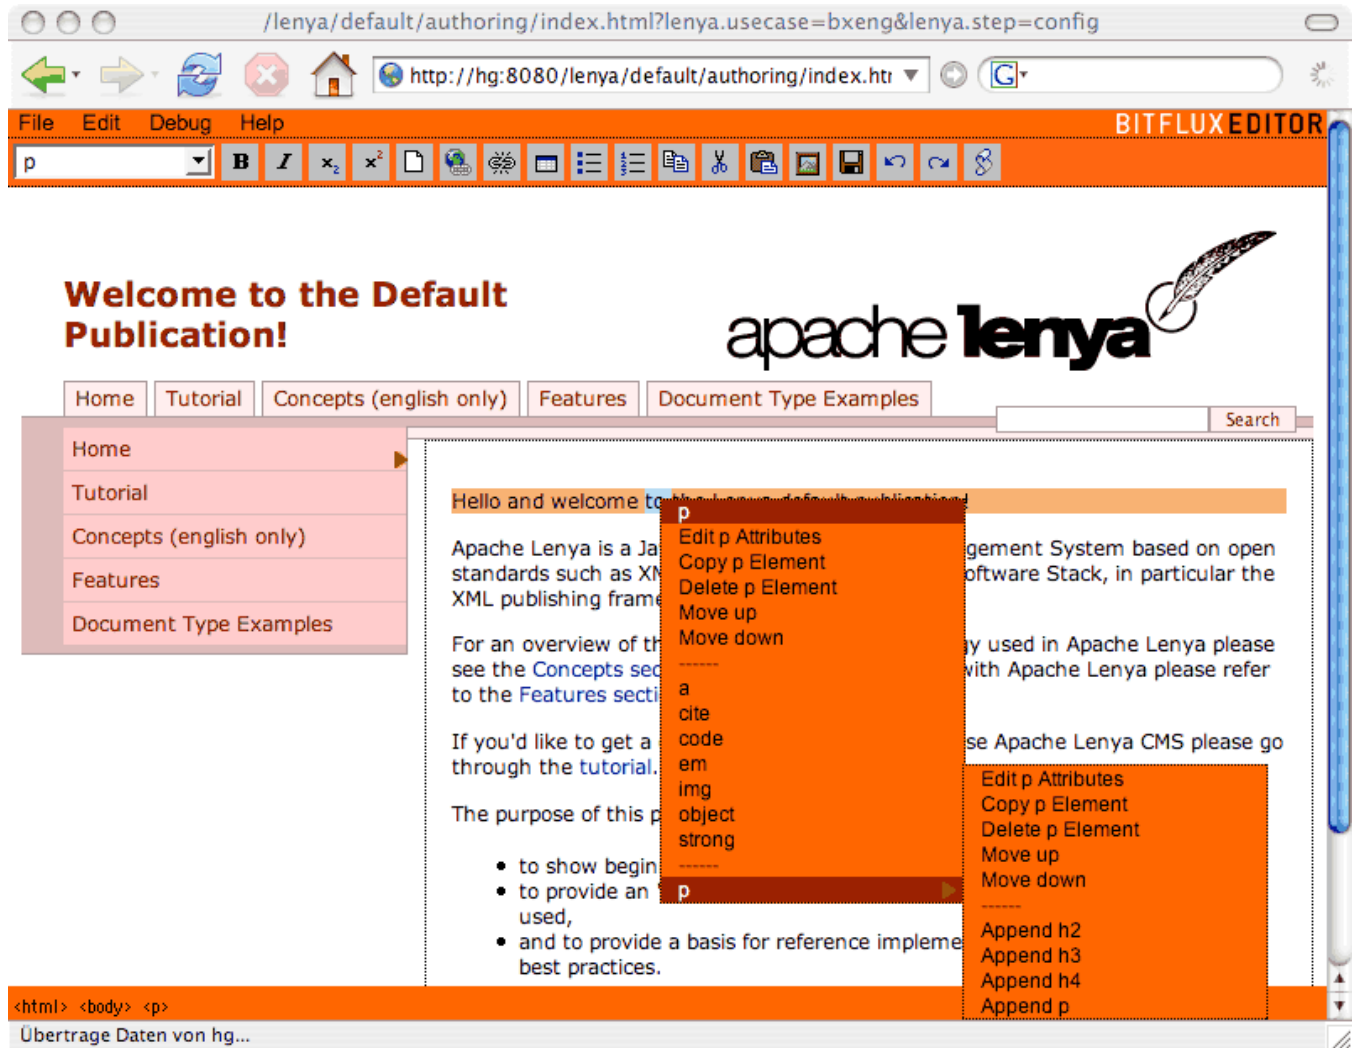 /lenya/default/authoring/index.html?lenya.usecase=bxeng&lenya.step=config
http://hg:8080/lenya/default/authoring/index.htr
G
File Edit Debug Help
BITFLUXEDITOR
p
B I x2 x2
Welcome to the Default
Publication!
apache lenya
Home Tutorial Concepts (english only) Features Document Type Examples
Search
Home
Tutorial
Concepts (english only)
Features
Document Type Examples
Hello and welcome to the Lenya default publication!
Apache Lenya is a Ja gement System based on open
standards such as XM oftware Stack, in particular the
XML publishing frame
For an overview of th gy used in Apache Lenya please
see the Concepts sec with Apache Lenya please refer
to the Features secti
If you'd like to get a se Apache Lenya CMS please go
through the tutorial.
The purpose of this p
• to show begin
• to provide an '
used,
• and to provide a basis for reference impleme
best practices.
p
Edit p Attributes
Copy p Element
Delete p Element
Move up
Move down
------
a
cite
code
em
img
object
strong
------
p
Edit p Attributes
Copy p Element
Delete p Element
Move up
Move down
------
Append h2
Append h3
Append h4
Append p
<html> <body> <p>
Übertrage Daten von hg...